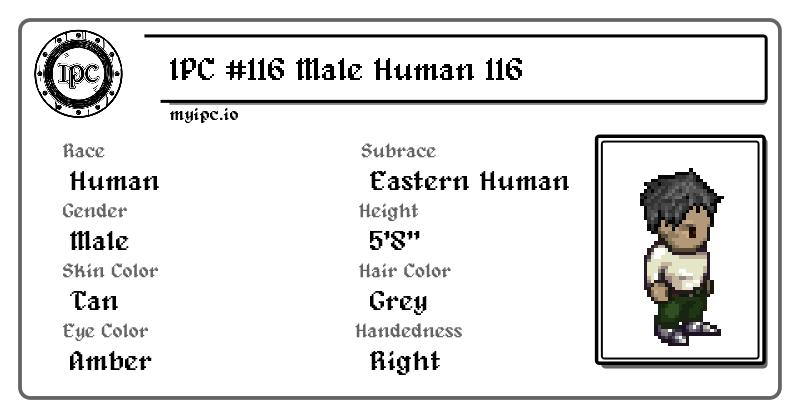 IPC
IPC #116 Male Human 116
myipc.io
Race
Human
Subrace
Eastern Human
Gender
Male
Height
5'8"
Skin Color
Tan
Hair Color
Grey
Eye Color
Amber
Handedness
Right